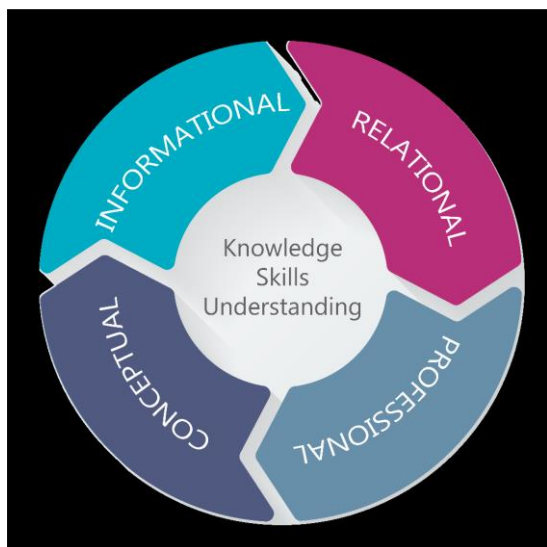 INFORMATIONAL
RELATIONAL
Knowledge
Skills
Understanding
CONCEPTUAL
PROFESSIONAL